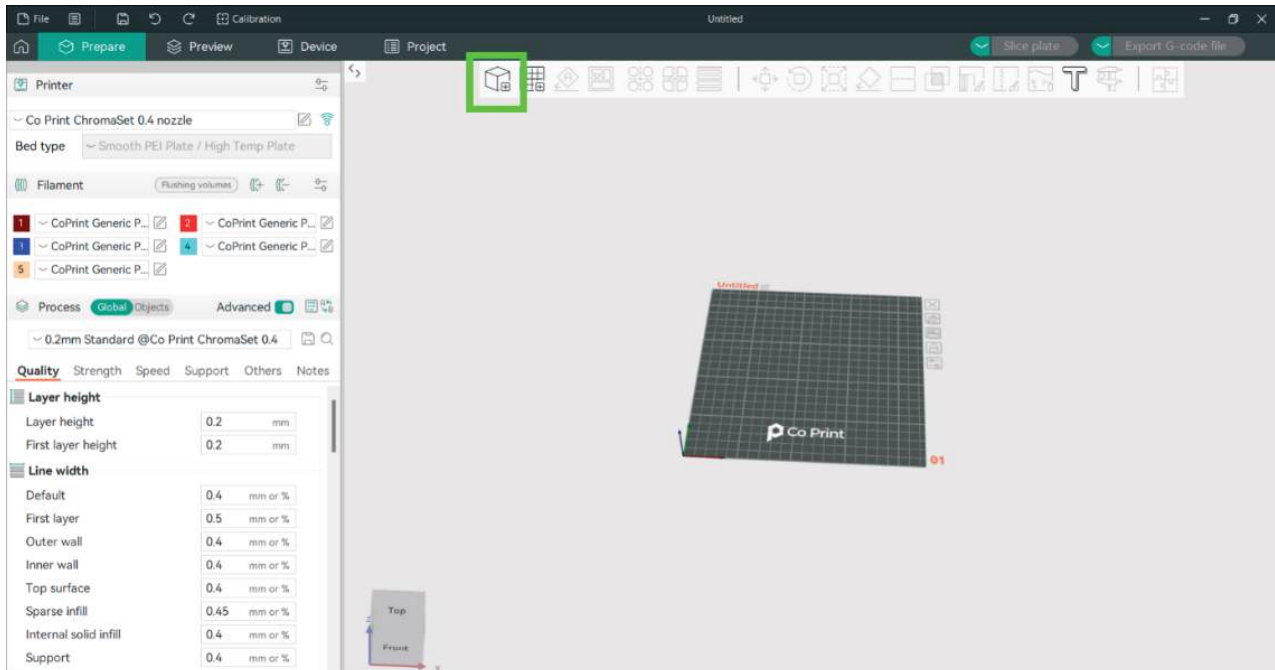 File Calibration Untitled
Prepare Preview Device Project Slice plate Export G-code file
Printer
Co Print ChromaSet 0.4 nozzle
Bed type Smooth PEI Plate / High Temp Plate
Filament Flushing volumes
1 CoPrint Generic P... 2 CoPrint Generic P...
CoPrint Generic P... 4 CoPrint Generic P...
5 CoPrint Generic P...
Process Global Objects Advanced
0.2mm Standard @Co Print ChromaSet 0.4
Quality Strength Speed Support Others Notes
Layer height
Layer height 0.2 mm
First layer height 0.2 mm
Line width
Default 0.4 mm or %
First layer 0.5 mm or %
Outer wall 0.4 mm or %
Inner wall 0.4 mm or %
Top surface 0.4 mm or %
Sparse infill 0.45 mm or %
Internal solid infill 0.4 mm or %
Support 0.4 mm or %
Untitled
Co Print
01
Top
Front
z
x